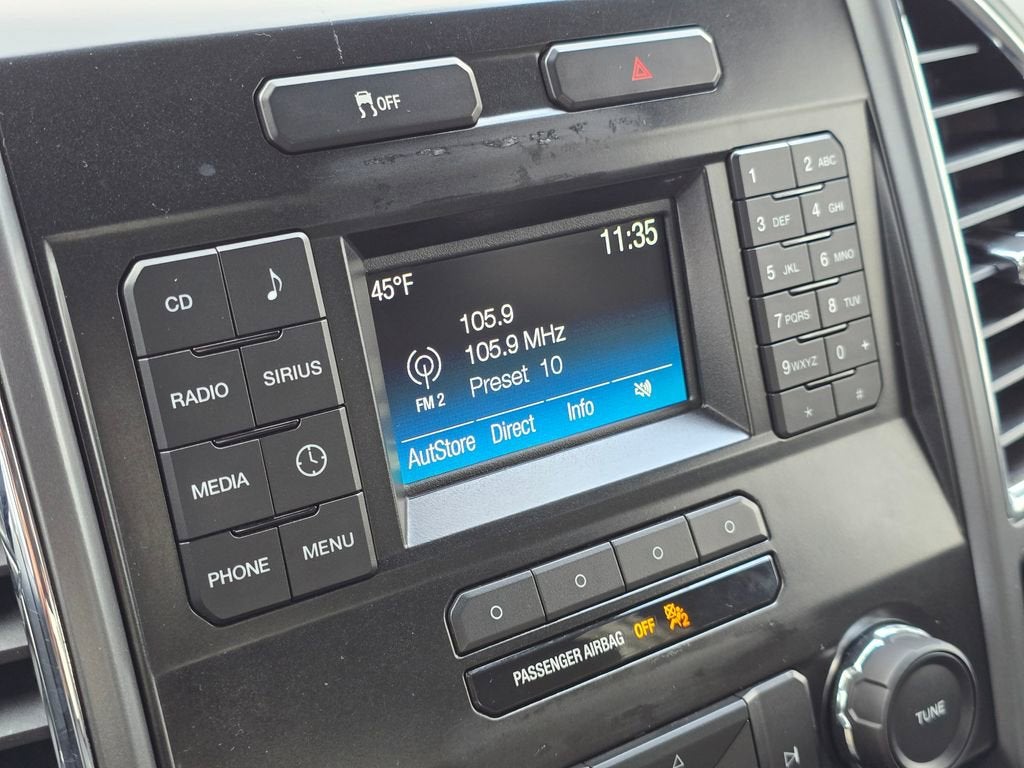 OFF
45°F
11:35
105.9
105.9 MHz
Preset 10
FM 2
AutStore Direct Info
CD
RADIO
SIRIUS
MEDIA
PHONE
MENU
1
2 ABC
3 DEF
4 GHI
5 JKL
6 MNO
7 PQRS
8 TUV
9 WXYZ
0 +
*
#
PASSENGER AIRBAG OFF 2
TUNE